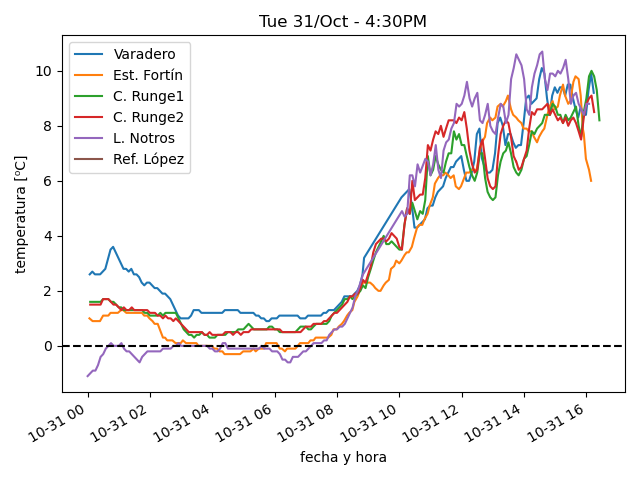 Tue 31/Oct - 4:30PM
Varadero
Est. Fortín
C. Runge1
C. Runge2
L. Notros
Ref. López
temperatura [ºC]
10
8
6
4
2
0
10-31 00
10-31 02
10-31 04
10-31 06
10-31 08
10-31 10
10-31 12
10-31 14
10-31 16
fecha y hora